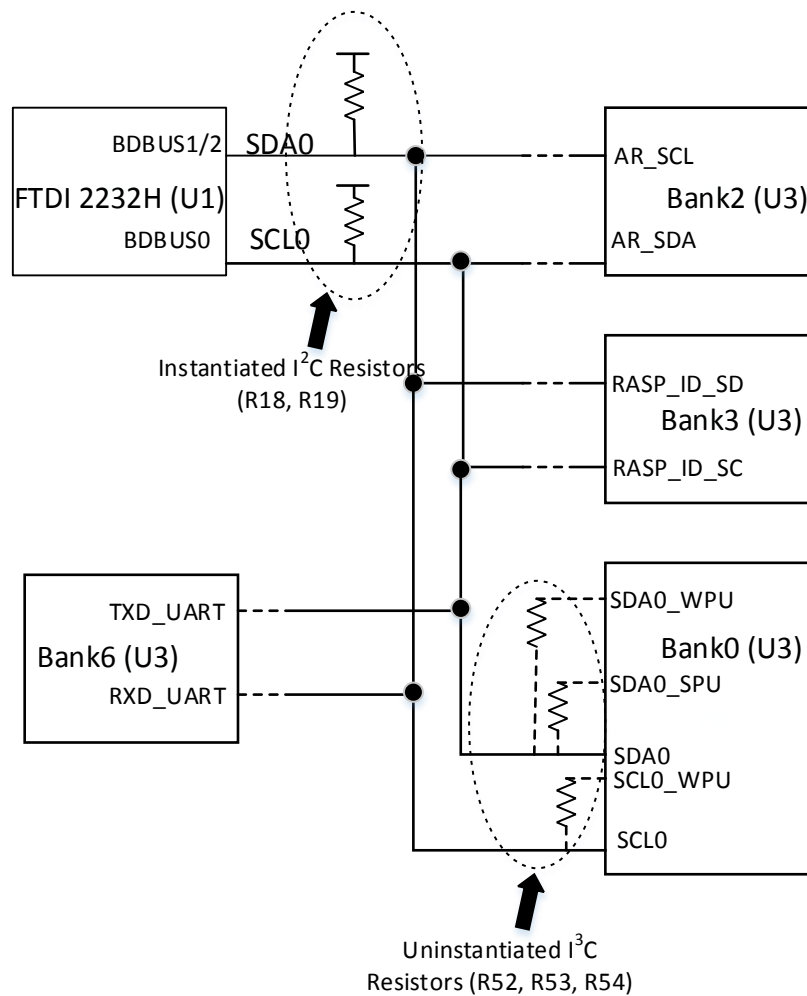 BDBUS1/2
SDA0
FTDI 2232H (U1)
BDBUS0
SCL0
AR_SCL
Bank2 (U3)
AR_SDA
Instantiated I²C Resistors
(R18, R19)
RASP_ID_SD
Bank3 (U3)
RASP_ID_SC
TXD_UART
Bank6 (U3)
RXD_UART
SDA0_WPU
Bank0 (U3)
SDA0_SPU
SDA0
SCL0_WPU
SCL0
Uninstantiated I³C
Resistors (R52, R53, R54)